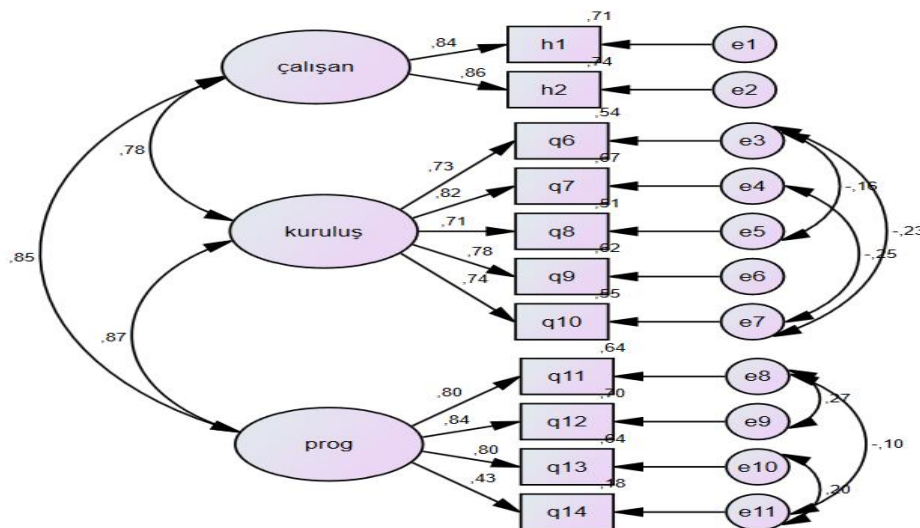 ,71
,84
h1
e1
çalışan
,74
,86
h2
e2
,54
,78
,73
q6
e3
,67
,82
q7
e4
-,16
,51
,71
kuruluş
q8
e5
-,23
,62
-,25
,85
,78
q9
e6
,74
,55
q10
e7
,87
,64
,80
q11
e8
,70
,27
,84
q12
e9
prog
,64
-,10
,80
q13
e10
,43
,18
,20
q14
e11